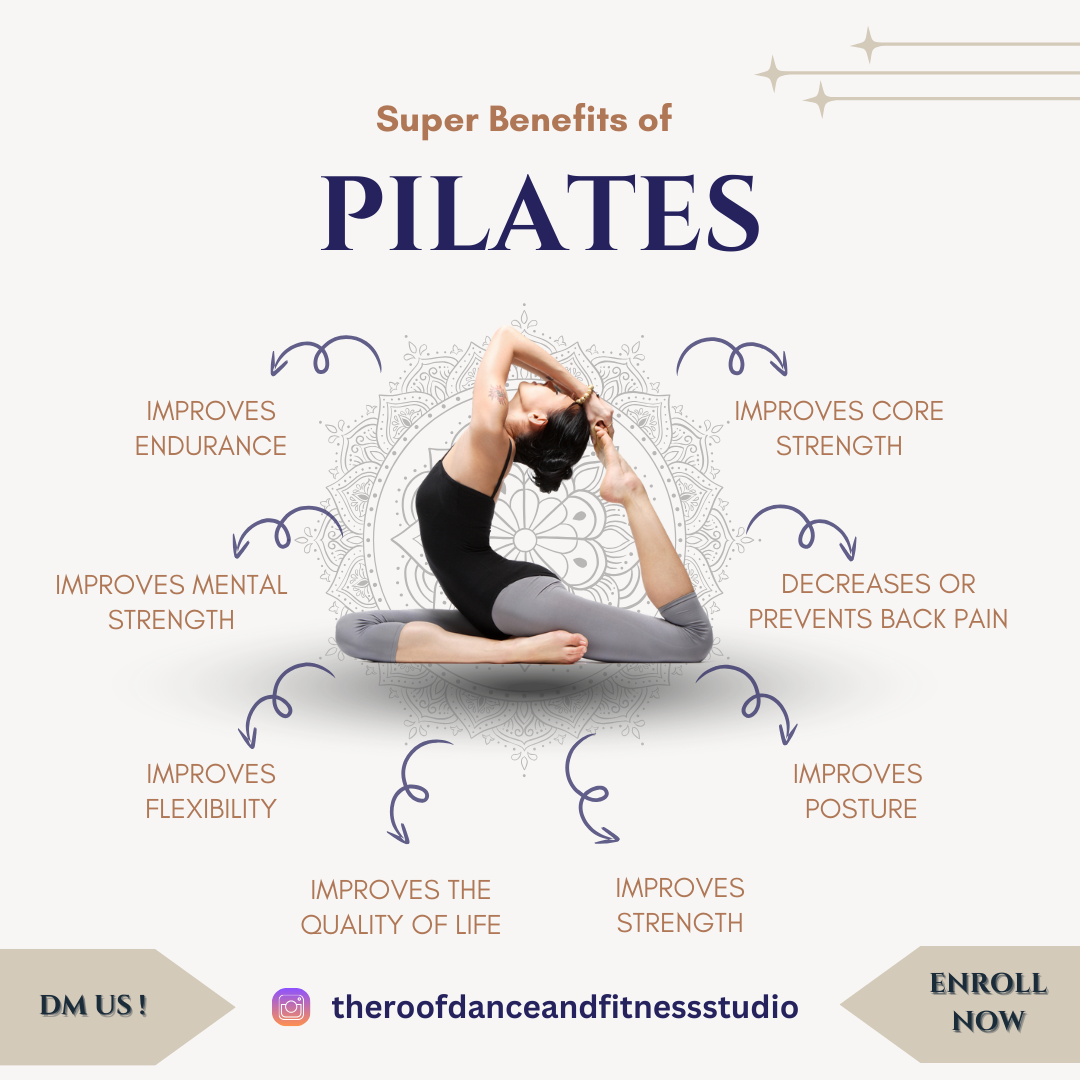 Super Benefits of
PILATES
IMPROVES
ENDURANCE
IMPROVES CORE
STRENGTH
IMPROVES MENTAL
STRENGTH
DECREASES OR
PREVENTS BACK PAIN
IMPROVES
FLEXIBILITY
IMPROVES
POSTURE
IMPROVES THE
QUALITY OF LIFE
IMPROVES
STRENGTH
DM US !
theroofdanceandfitnessstudio
ENROLL
NOW